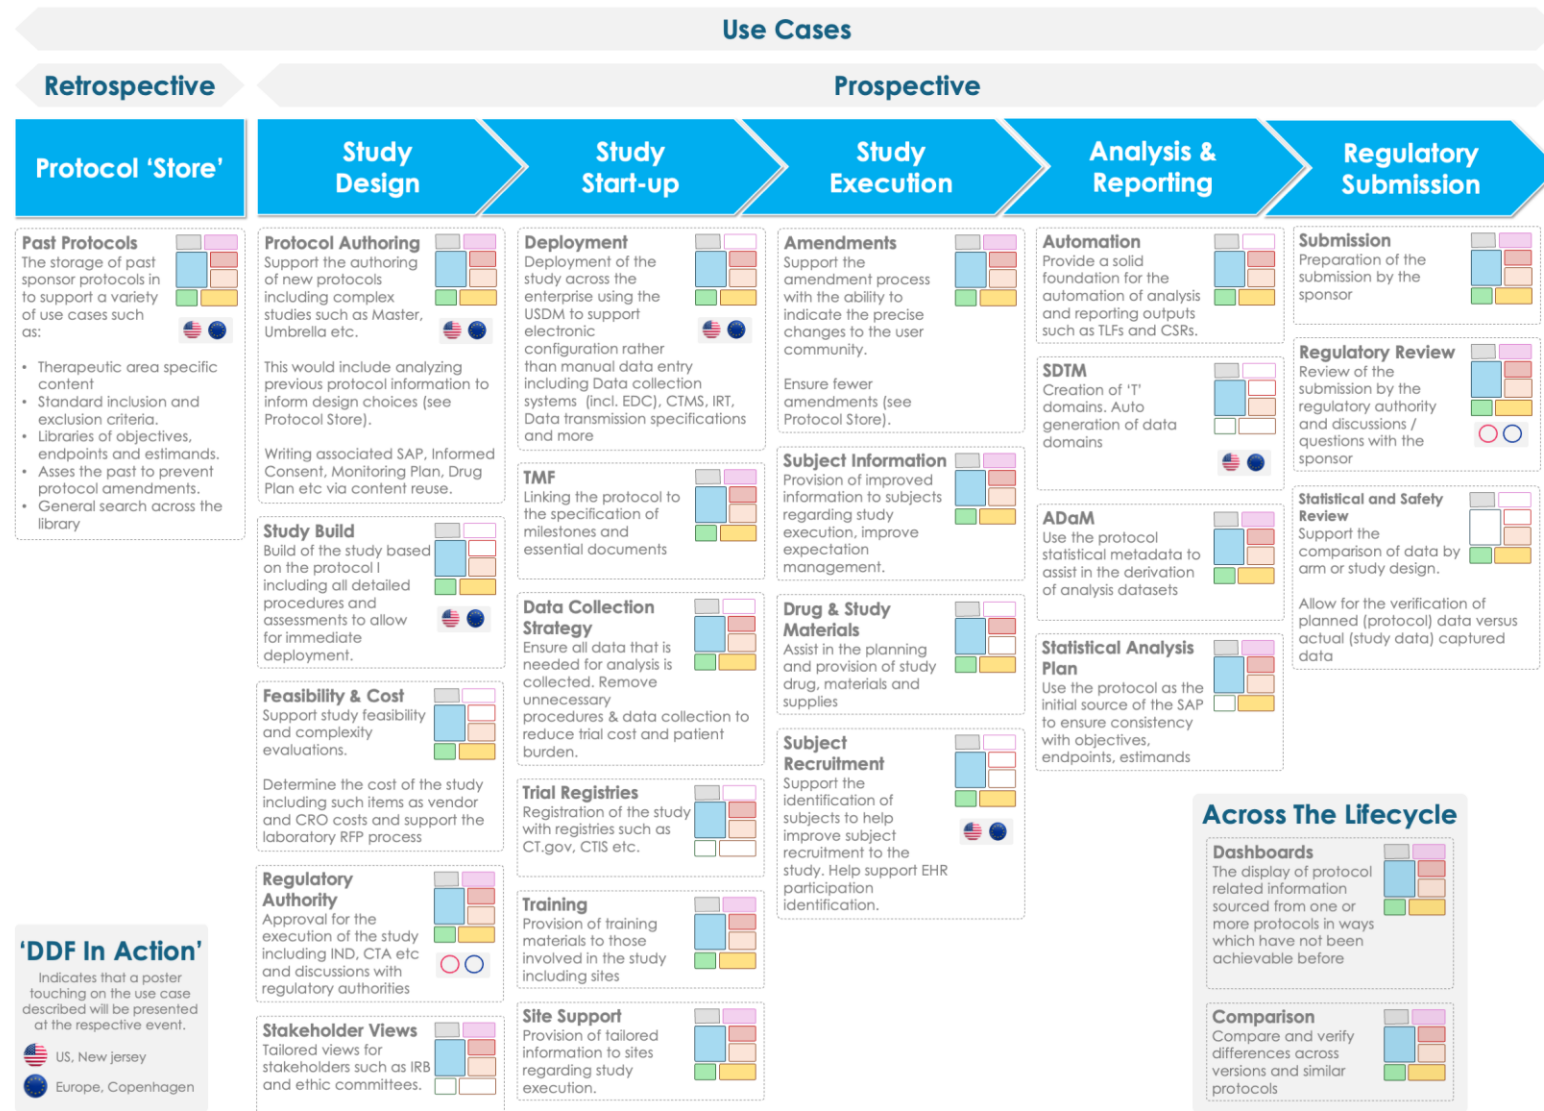 Use Cases
Retrospective
Prospective
Protocol ‘Store’
Study
Design
Study
Start-up
Study
Execution
Analysis &
Reporting
Regulatory
Submission
Past Protocols
The storage of past
sponsor protocols in
to support a variety
of use cases such
as:
• Therapeutic area specific
content
• Standard inclusion and
exclusion criteria.
• Libraries of objectives,
endpoints and estimands.
• Asses the past to prevent
protocol amendments.
• General search across the
library
‘DDF In Action’
Indicates that a poster
touching on the use case
described will be presented
at the respective event.
US, New jersey
Europe, Copenhagen
Protocol Authoring
Support the authoring
of new protocols
including complex
studies such as Master,
Umbrella etc.
This would include analyzing
previous protocol information to
inform design choices (see
Protocol Store).
Writing associated SAP, Informed
Consent, Monitoring Plan, Drug
Plan etc via content reuse.
Study Build
Build of the study based
on the protocol I
including all detailed
procedures and
assessments to allow
for immediate
deployment.
Feasibility & Cost
Support study feasibility
and complexity
evaluations.
Determine the cost of the study
including such items as vendor
and CRO costs and support the
laboratory RFP process
Regulatory
Authority
Approval for the
execution of the study
including IND, CTA etc
and discussions with
regulatory authorities
Stakeholder Views
Tailored views for
stakeholders such as IRB
and ethic committees.
Deployment
Deployment of the
study across the
enterprise using the
USDM to support
electronic
configuration rather
than manual data entry
including Data collection
systems (incl. EDC), CTMS, IRT,
Data transmission specifications
and more
TMF
Linking the protocol to
the specification of
milestones and
essential documents
Data Collection
Strategy
Ensure all data that is
needed for analysis is
collected. Remove
unnecessary
procedures & data collection to
reduce trial cost and patient
burden.
Trial Registries
Registration of the study
with registries such as
CT.gov, CTIS etc.
Training
Provision of training
materials to those
involved in the study
including sites
Site Support
Provision of tailored
information to sites
regarding study
execution.
Amendments
Support the
amendment process
with the ability to
indicate the precise
changes to the user
community.
Ensure fewer
amendments (see
Protocol Store).
Subject Information
Provision of improved
information to subjects
regarding study
execution, improve
expectation
management.
Drug & Study
Materials
Assist in the planning
and provision of study
drug, materials and
supplies
Subject
Recruitment
Support the
identification of
subjects to help
improve subject
recruitment to the
study. Help support EHR
participation
identification.
Automation
Provide a solid
foundation for the
automation of analysis
and reporting outputs
such as TLFs and CSRs.
SDTM
Creation of ‘T’
domains. Auto
generation of data
domains
ADaM
Use the protocol
statistical metadata to
assist in the derivation
of analysis datasets
Statistical Analysis
Plan
Use the protocol as the
initial source of the SAP
to ensure consistency
with objectives,
endpoints, estimands
Submission
Preparation of the
submission by the
sponsor
Regulatory Review
Review of the
submission by the
regulatory authority
and discussions /
questions with the
sponsor
Statistical and Safety
Review
Support the
comparison of data by
arm or study design.
Allow for the verification of
planned (protocol) data versus
actual (study data) captured
data
Across The Lifecycle
Dashboards
The display of protocol
related information
sourced from one or
more protocols in ways
which have not been
achievable before
Comparison
Compare and verify
differences across
versions and similar
protocols